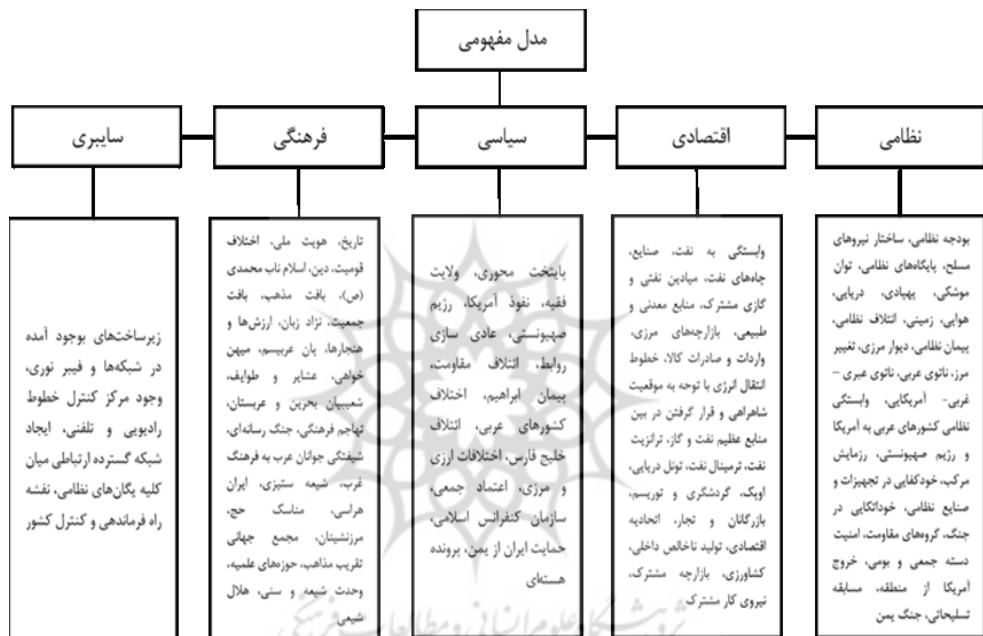 مدل مفهومی
نظامی
اقتصادی
سیاسی
فرهنگی
سایبری
بودجه نظامی، ساختار نیروهای
مسلح، پایگاه‌های نظامی، توان
موشکی، پهپادی، دریایی،
هوایی، زمینی، ائتلاف نظامی،
پیمان نظامی، دیوار مرزی، تغییر
مرز، ناتوی عربی، ناتوی عبری –
غربی- آمریکایی، وابستگی
نظامی کشورهای عربی به آمریکا
و رژیم صهیونستی، رزمایش
مرکب، خودکفایی در تجهیزات و
صنایع نظامی، خوداتکایی در
جنگ، گروه‌های مقاومت، امنیت
دسته جمعی و بومی، خروج
آمریکا از منطقه، مسابقه
تسلیحاتی، جنگ یمن
وابستگی به نفت، صنایع،
چاه‌های نفت، میادین نفتی و
گازی مشترک، منابع معدنی و
طبیعی، بازارچه‌های مرزی،
واردات و صادرات کالا، خطوط
انتقال انرژی با توحه به موقعیت
شاهراهی و قرار گرفتن در بین
منابع عظیم نفت و گاز، ترانزیت
نفت، ترمینال نفت، تونل دریایی،
اوپک، گردشگری و توریسم،
بازرگانان و تجار، اتحادیه
اقتصادی، تولید ناخالص داخلی،
کشاورزی، بازارچه مشترک،
نیروی کار مشترک
پایتخت محوری، ولایت
فقیه، نفوذ آمریکا، رژیم
صهیونستی، عادی سازی
روابط، ائتلاف مقاومت،
پیمان ابراهیم، اختلاف
کشورهای عربی، ائتلاف
خلیج فارس، اختلافات ارزی
و مرزی، اعتماد جمعی،
سازمان کنفرانس اسلامی،
حمایت ایران از یمن، پرونده
هسته‌ای
تاریخ، هویت ملی، اختلاف
قومیت، دین، اسلام ناب محمدی
(ص)، بافت مذهب، بافت
جمعیت، نژاد زبان، ارزش‌ها و
هنجارها، پان عربیسم، میهن
خواهی، عشایر و طوایف،
شعیبیان بحرین و عربستان،
تهاجم فرهنگی، جنگ رسانه‌ای،
شیفتگی جوانان عرب به فرهنگ
غرب، شیعه ستیزی، ایران
هراسی، مناسک حج،
مرزنشینان، مجمع جهانی
تقریب مذاهب، حوزه‌های علمیه،
وحدت شیعه و سنی، هلال
شیعی
زیرساخت‌های بوجود آمده
در شبکه‌ها و فیبر نوری،
وجود مرکز کنترل خطوط
رادیویی و تلفنی، ایجاد
شبکه گسترده ارتباطی میان
کلیه یگان‌های نظامی، نقشه
راه فرماندهی و کنترل کشور
پژوهشگاه علوم انسانی و مطالعات فرهنگی